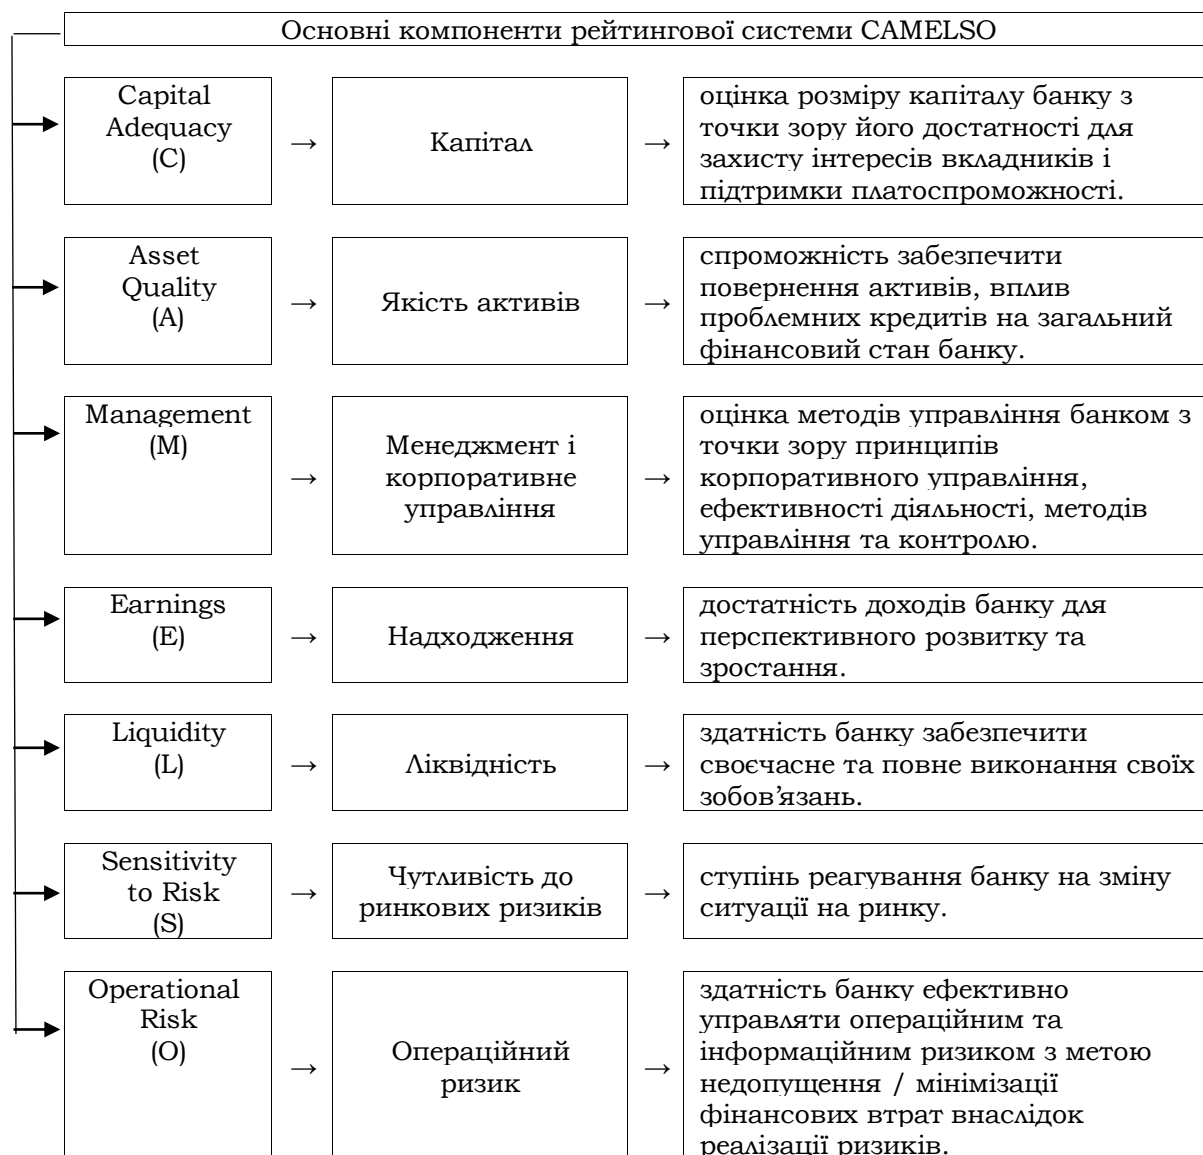 Основні компоненти рейтингової системи CAMELSO
Capital
Adequacy
(C)
→
Капітал
→
оцінка розміру капіталу банку з
точки зору його достатності для
захисту інтересів вкладників і
підтримки платоспроможності.
Asset
Quality
(A)
→
Якість активів
→
спроможність забезпечити
повернення активів, вплив
проблемних кредитів на загальний
фінансовий стан банку.
Management
(M)
→
Менеджмент і
корпоративне
управління
→
оцінка методів управління банком з
точки зору принципів
корпоративного управління,
ефективності діяльності, методів
управління та контролю.
Earnings
(E)
→
Надходження
→
достатність доходів банку для
перспективного розвитку та
зростання.
Liquidity
(L)
→
Ліквідність
→
здатність банку забезпечити
своєчасне та повне виконання своїх
зобов’язань.
Sensitivity
to Risk
(S)
→
Чутливість до
ринкових ризиків
→
ступінь реагування банку на зміну
ситуації на ринку.
Operational
Risk
(O)
→
Операційний
ризик
→
здатність банку ефективно
управляти операційним та
інформаційним ризиком з метою
недопущення / мінімізації
фінансових втрат внаслідок
реалізації ризиків.